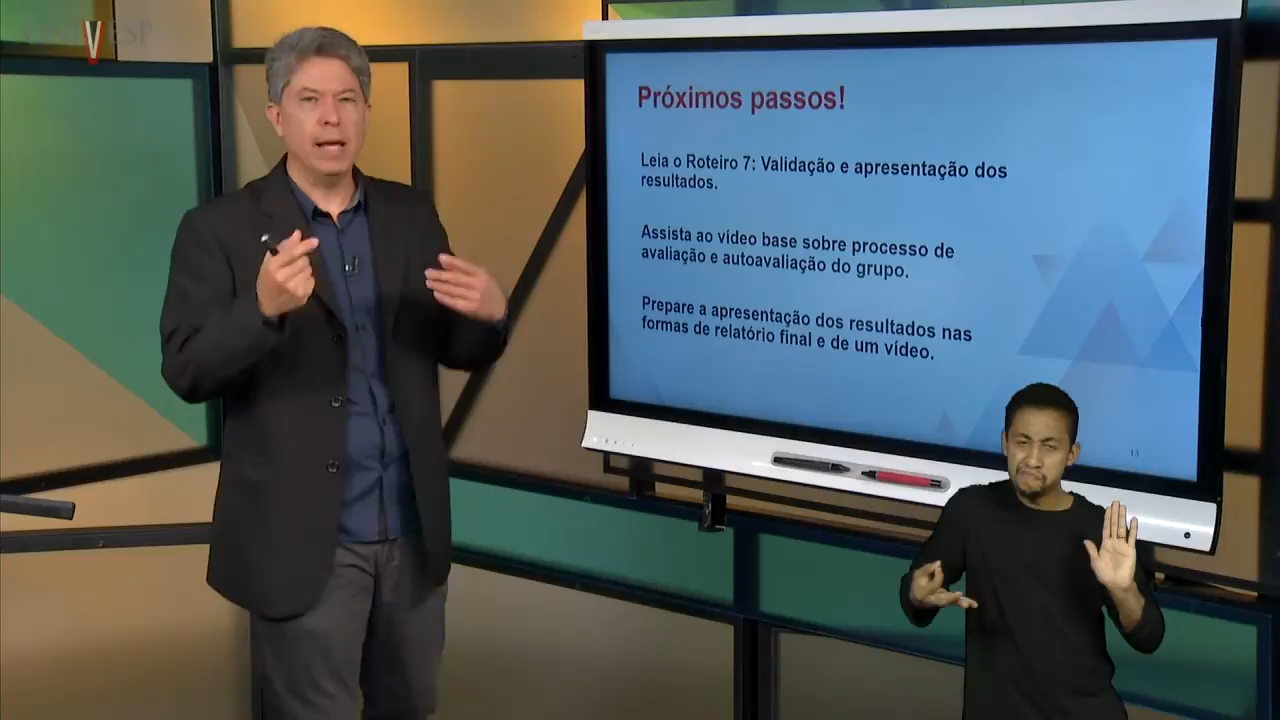 Próximos passos!
Leia o Roteiro 7: Validação e apresentação dos
resultados.
Assista ao vídeo base sobre processo de
avaliação e autoavaliação do grupo.
Prepare a apresentação dos resultados nas
formas de relatório final e de um vídeo.
13